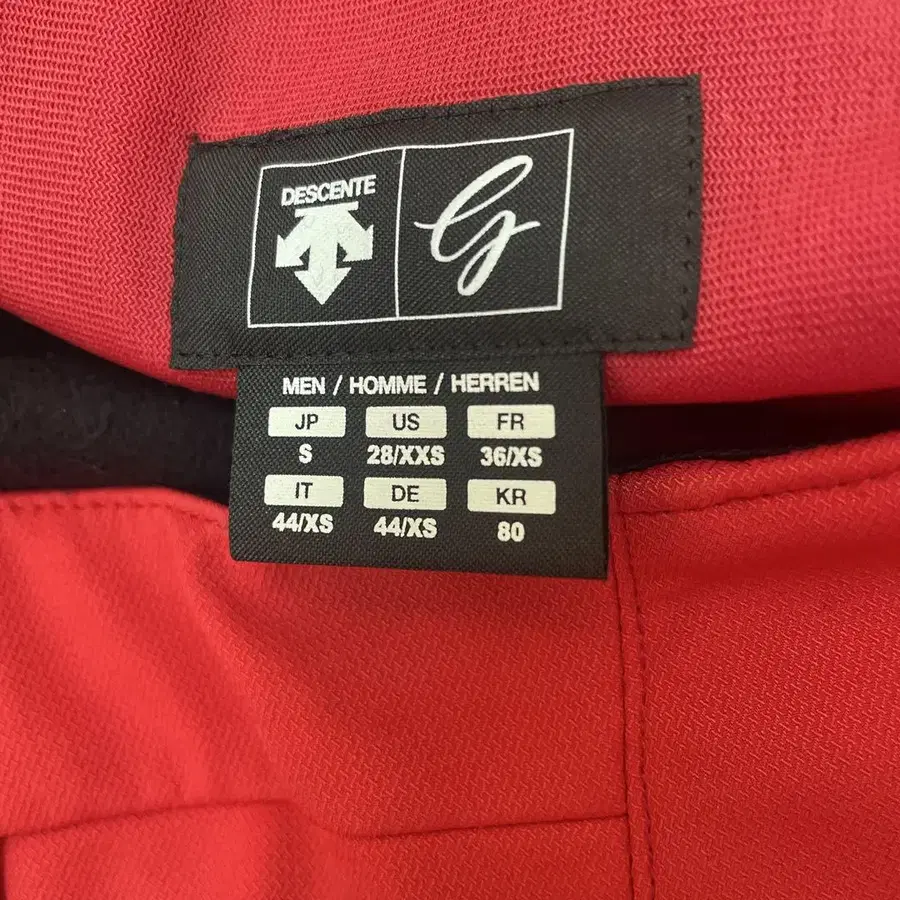 DESCENTE
G
MEN / HOMME / HERREN
JP US FR
S 28/XXS 36/XS
IT DE KR
44/XS 44/XS 80